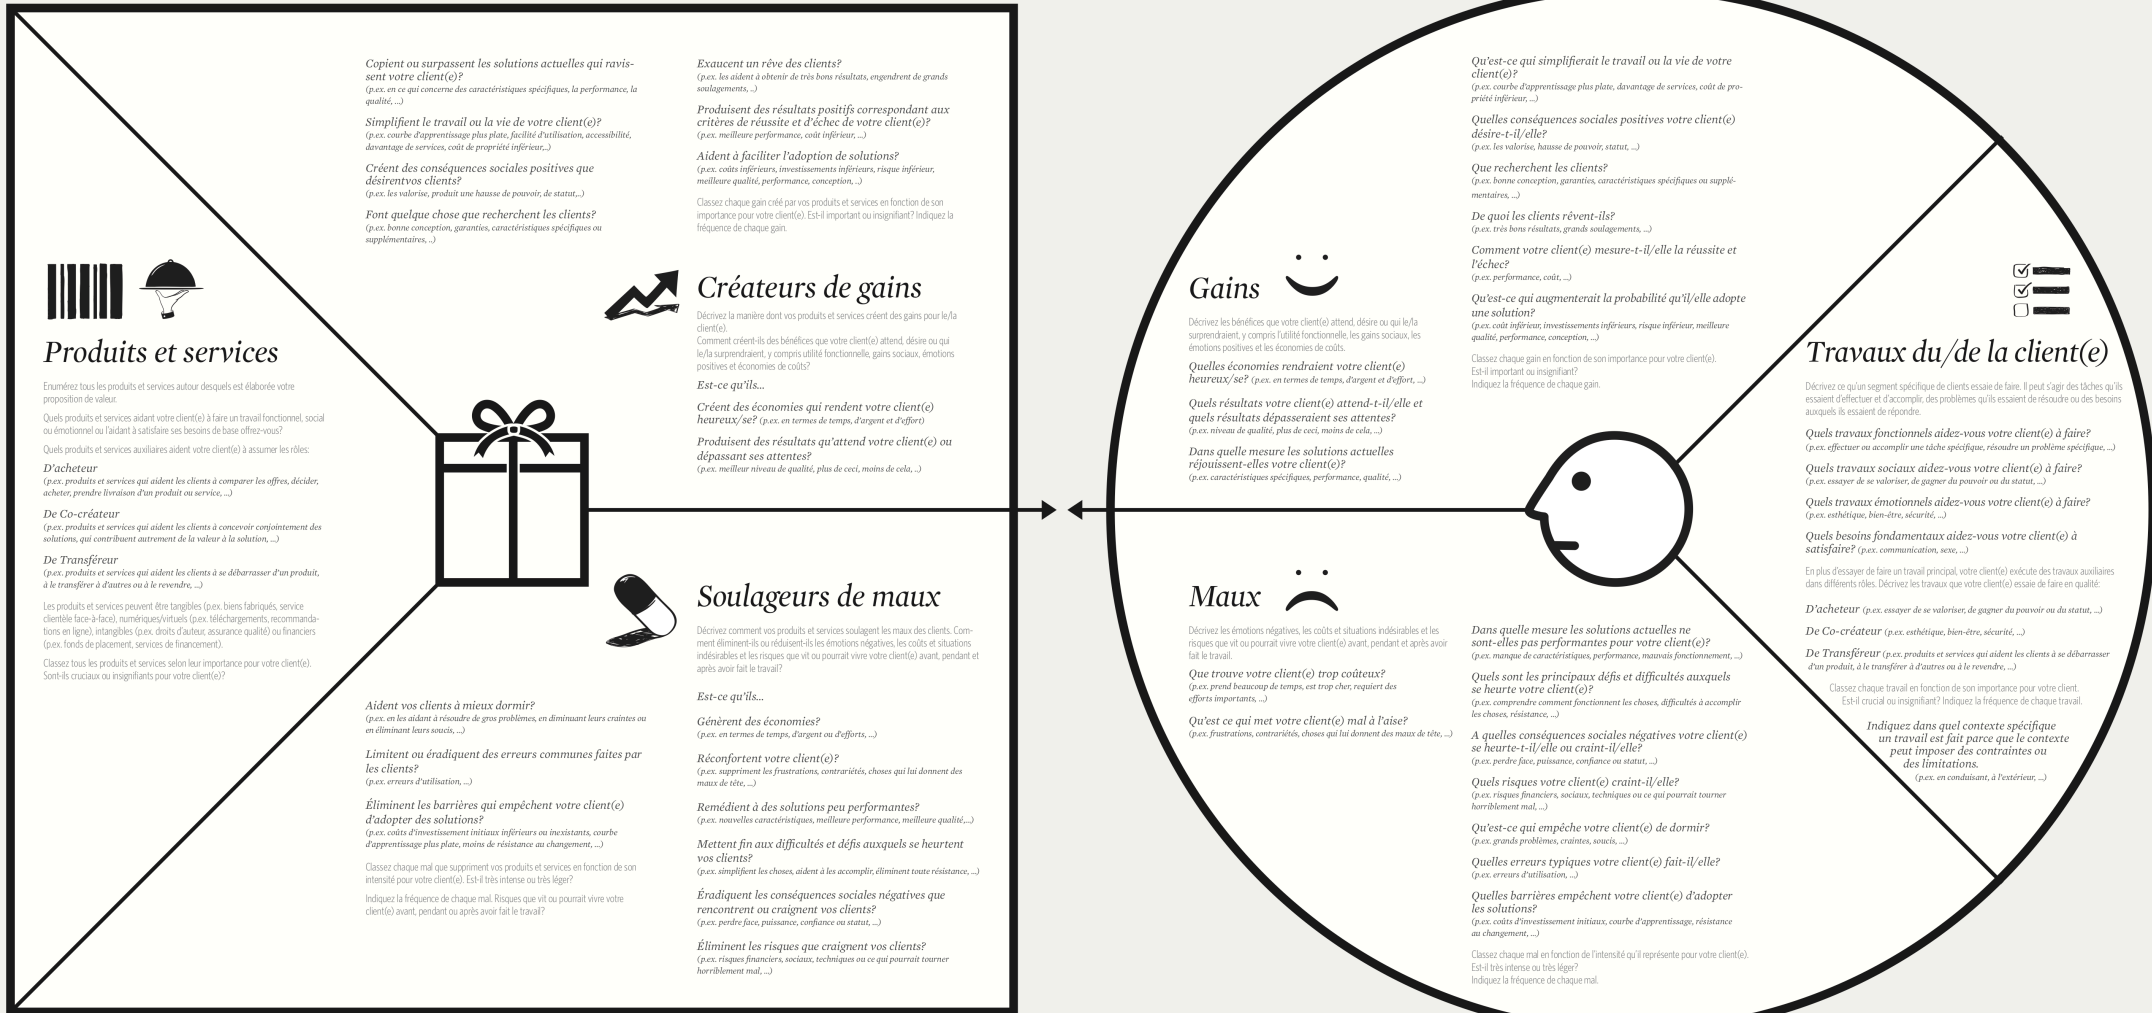 Produits et services
Enumérez tous les produits et services autour desquels est élaborée votre
proposition de valeur.
Quels produits et services aidant votre client(e) à faire un travail fonctionnel, social
ou émotionnel ou l'aidant à satisfaire ses besoins de base offrez-vous?
Quels produits et services auxiliaires aident votre client(e) à assumer les rôles:
D'acheteur
(p.ex. produits et services qui aident les clients à comparer les offres, décider,
acheter, prendre livraison d'un produit ou service, ...)
De Co-créateur
(p.ex. produits et services qui aident les clients à concevoir conjointement des
solutions, qui contribuent autrement de la valeur à la solution, ...)
De Transféreur
(p.ex. produits et services qui aident les clients à se débarrasser d'un produit,
à le transférer à d'autres ou à le revendre, ...)
Les produits et services peuvent être tangibles (p.ex. biens fabriqués, service
clientèle face-à-face), numériques/virtuels (p.ex. téléchargements, recommanda-
tions en ligne), intangibles (p.ex. droits d'auteur, assurance qualité) ou financiers
(p.ex. fonds de placement, services de financement).
Classez tous les produits et services selon leur importance pour votre client(e).
Sont-ils cruciaux ou insignifiants pour votre client(e)?
Créateurs de gains
Décrivez la manière dont vos produits et services créent des gains pour le/la
client(e).
Comment créent-ils des bénéfices que votre client(e) attend, désire ou qui
le/la surprendraient, y compris utilité fonctionnelle, gains sociaux, émotions
positives et économies de coûts?
Est-ce qu'ils...
Créent des économies qui rendent votre client(e)
heureux/se? (p.ex. en termes de temps, d'argent et d'effort)
Produisent des résultats qu'attend votre client(e) ou
dépassant ses attentes?
(p.ex. meilleur niveau de qualité, plus de ceci, moins de cela, ..)
Copient ou surpassent les solutions actuelles qui ravis-
sent votre client(e)?
(p.ex. en ce qui concerne des caractéristiques spécifiques, la performance, la
qualité, ...)
Simplifient le travail ou la vie de votre client(e)?
(p.ex. courbe d'apprentissage plus plate, facilité d'utilisation, accessibilité,
davantage de services, coût de propriété inférieur,..)
Créent des conséquences sociales positives que
désirentvos clients?
(p.ex. les valorise, produit une hausse de pouvoir, de statut,..)
Font quelque chose que recherchent les clients?
(p.ex. bonne conception, garanties, caractéristiques spécifiques ou
supplémentaires, ..)
Exaucent un rêve des clients?
(p.ex. les aident à obtenir de très bons résultats, engendrent de grands
soulagements, ..)
Produisent des résultats positifs correspondant aux
critères de réussite et d'échec de votre client(e)?
(p.ex. meilleure performance, coût inférieur, ...)
Aident à faciliter l'adoption de solutions?
(p.ex. coûts inférieurs, investissements inférieurs, risque inférieur,
meilleure qualité, performance, conception, ..)
Classez chaque gain créé par vos produits et services en fonction de son
importance pour votre client(e). Est-il important ou insignifiant? Indiquez la
fréquence de chaque gain.
Soulageurs de maux
Décrivez comment vos produits et services soulagent les maux des clients. Com-
ment éliminent-ils ou réduisent-ils les émotions négatives, les coûts et situations
indésirables et les risques que vit ou pourrait vivre votre client(e) avant, pendant et
après avoir fait le travail?
Est-ce qu'ils...
Génèrent des économies?
(p.ex. en termes de temps, d'argent ou d'efforts, ...)
Réconfortent votre client(e)?
(p.ex. suppriment les frustrations, contrariétés, choses qui lui donnent des
maux de tête, ...)
Remédient à des solutions peu performantes?
(p.ex. nouvelles caractéristiques, meilleure performance, meilleure qualité,...)
Mettent fin aux difficultés et défis auxquels se heurtent
vos clients?
(p.ex. simplifient les choses, aident à les accomplir, éliminent toute résistance, ...)
Éradiquent les conséquences sociales négatives que
rencontrent ou craignent vos clients?
(p.ex. perdre face, puissance, confiance ou statut, ...)
Éliminent les risques que craignent vos clients?
(p.ex. risques financiers, sociaux, techniques ou ce qui pourrait tourner
horriblement mal, ...)
Aident vos clients à mieux dormir?
(p.ex. en les aidant à résoudre de gros problèmes, en diminuant leurs craintes ou
en éliminant leurs soucis, ...)
Limitent ou éradiquent des erreurs communes faites par
les clients?
(p.ex. erreurs d'utilisation, ...)
Éliminent les barrières qui empêchent votre client(e)
d'adopter des solutions?
(p.ex. coûts d'investissement initiaux inférieurs ou inexistants, courbe
d'apprentissage plus plate, moins de résistance au changement, ...)
Classez chaque mal que suppriment vos produits et services en fonction de son
intensité pour votre client(e). Est-il très intense ou très léger?
Indiquez la fréquence de chaque mal. Risques que vit ou pourrait vivre votre
client(e) avant, pendant ou après avoir fait le travail?
Gains
Décrivez les bénéfices que votre client(e) attend, désire ou qui le/la
surprendraient, y compris l'utilité fonctionnelle, les gains sociaux, les
émotions positives et les économies de coûts.
Quelles économies rendraient votre client(e)
heureux/se? (p.ex. en termes de temps, d'argent et d'effort, ...)
Quels résultats votre client(e) attend-t-il/elle et
quels résultats dépasseraient ses attentes?
(p.ex. niveau de qualité, plus de ceci, moins de cela, ...)
Dans quelle mesure les solutions actuelles
réjouissent-elles votre client(e)?
(p.ex. caractéristiques spécifiques, performance, qualité, ...)
Qu'est-ce qui simplifierait le travail ou la vie de votre
client(e)?
(p.ex. courbe d'apprentissage plus plate, davantage de services, coût de pro-
priété inférieur, ...)
Quelles conséquences sociales positives votre client(e)
désire-t-il/elle?
(p.ex. les valorise, hausse de pouvoir, statut, ...)
Que recherchent les clients?
(p.ex. bonne conception, garanties, caractéristiques spécifiques ou supplé-
mentaires, ...)
De quoi les clients rêvent-ils?
(p.ex. très bons résultats, grands soulagements, ...)
Comment votre client(e) mesure-t-il/elle la réussite et
l'échec?
(p.ex. performance, coût, ...)
Qu'est-ce qui augmenterait la probabilité qu'il/elle adopte
une solution?
(p.ex. coût inférieur, investissements inférieurs, risque inférieur, meilleure
qualité, performance, conception, ...)
Classez chaque gain en fonction de son importance pour votre client(e).
Est-il important ou insignifiant?
Indiquez la fréquence de chaque gain.
Maux
Décrivez les émotions négatives, les coûts et situations indésirables et les
risques que vit ou pourrait vivre votre client(e) avant, pendant et après avoir
fait le travail.
Que trouve votre client(e) trop coûteux?
(p.ex. prend beaucoup de temps, est trop cher, requiert des
efforts importants, ...)
Qu'est ce qui met votre client(e) mal à l'aise?
(p.ex. frustrations, contrariétés, choses qui lui donnent des maux de tête, ...)
Dans quelle mesure les solutions actuelles ne
sont-elles pas performantes pour votre client(e)?
(p.ex. manque de caractéristiques, performance, mauvais fonctionnement, ...)
Quels sont les principaux défis et difficultés auxquels
se heurte votre client(e)?
(p.ex. comprendre comment fonctionnent les choses, difficultés à accomplir
les choses, résistance, ...)
A quelles conséquences sociales négatives votre client(e)
se heurte-t-il/elle ou craint-il/elle?
(p.ex. perdre face, puissance, confiance ou statut, ...)
Quels risques votre client(e) craint-il/elle?
(p.ex. risques financiers, sociaux, techniques ou ce qui pourrait tourner
horriblement mal, ...)
Qu'est-ce qui empêche votre client(e) de dormir?
(p.ex. grands problèmes, craintes, soucis, ...)
Quelles erreurs typiques votre client(e) fait-il/elle?
(p.ex. erreurs d'utilisation, ...)
Quelles barrières empêchent votre client(e) d'adopter
les solutions?
(p.ex. coûts d'investissement initiaux, courbe d'apprentissage, résistance
au changement, ...)
Classez chaque mal en fonction de l'intensité qu'il représente pour votre client(e).
Est-il très intense ou très léger?
Indiquez la fréquence de chaque mal.
Travaux du/de la client(e)
Décrivez ce qu'un segment spécifique de clients essaie de faire. Il peut s'agir des tâches qu'ils
essaient d'effectuer et d'accomplir, des problèmes qu'ils essaient de résoudre ou des besoins
auxquels ils essaient de répondre.
Quels travaux fonctionnels aidez-vous votre client(e) à faire?
(p.ex. effectuer ou accomplir une tâche spécifique, résoudre un problème spécifique, ...)
Quels travaux sociaux aidez-vous votre client(e) à faire?
(p.ex. essayer de se valoriser, de gagner du pouvoir ou du statut, ...)
Quels travaux émotionnels aidez-vous votre client(e) à faire?
(p.ex. esthétique, bien-être, sécurité, ...)
Quels besoins fondamentaux aidez-vous votre client(e) à
satisfaire? (p.ex. communication, sexe, ...)
En plus d'essayer de faire un travail principal, votre client(e) exécute des travaux auxiliaires
dans différents rôles. Décrivez les travaux que votre client(e) essaie de faire en qualité:
D'acheteur (p.ex. essayer de se valoriser, de gagner du pouvoir ou du statut, ...)
De Co-créateur (p.ex. esthétique, bien-être, sécurité, ...)
De Transféreur (p.ex. produits et services qui aident les clients à se débarrasser
d'un produit, à le transférer à d'autres ou à le revendre, ...)
Classez chaque travail en fonction de son importance pour votre client.
Est-il crucial ou insignifiant? Indiquez la fréquence de chaque travail.
Indiquez dans quel contexte spécifique
un travail est fait parce que le contexte
peut imposer des contraintes ou
des limitations.
(p.ex. en conduisant, à l'extérieur, ...)